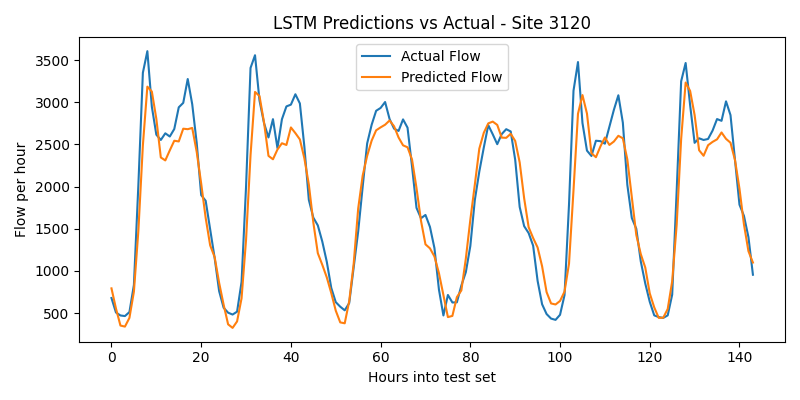 LSTM Predictions vs Actual - Site 3120
Actual Flow
Predicted Flow
Flow per hour
3500
3000
2500
2000
1500
1000
500
0 20 40 60 80 100 120 140
Hours into test set